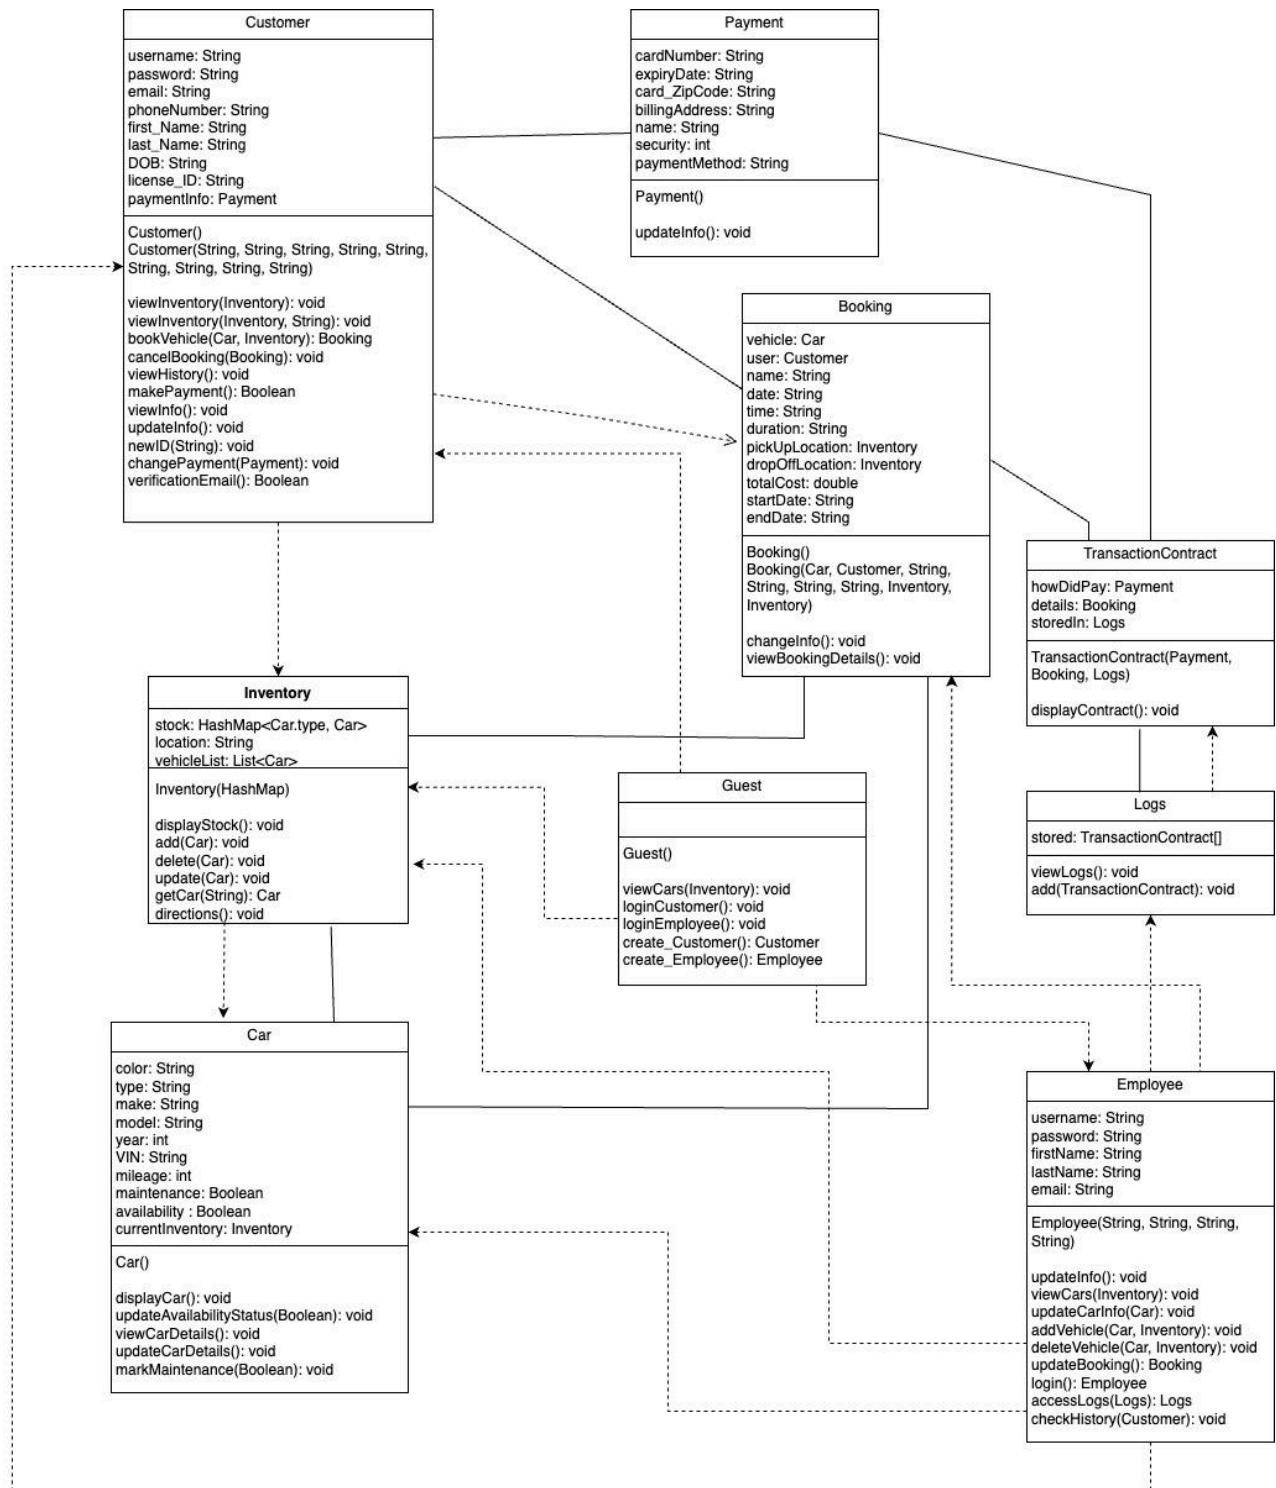 Customer
username: String
password: String
email: String
phoneNumber: String
first_Name: String
last_Name: String
DOB: String
license_ID: String
paymentInfo: Payment
Customer()
Customer(String, String, String, String, String,
String, String, String, String)
viewInventory(Inventory): void
viewInventory(Inventory, String): void
bookVehicle(Car, Inventory): Booking
cancelBooking(Booking): void
viewHistory(): void
makePayment(): Boolean
viewInfo(): void
updateInfo(): void
newID(String): void
changePayment(Payment): void
verificationEmail(): Boolean
Payment
cardNumber: String
expiryDate: String
card_ZipCode: String
billingAddress: String
name: String
security: int
paymentMethod: String
Payment()
updateInfo(): void
Booking
vehicle: Car
user: Customer
name: String
date: String
time: String
duration: String
pickUpLocation: Inventory
dropOffLocation: Inventory
totalCost: double
startDate: String
endDate: String
Booking()
Booking(Car, Customer, String,
String, String, String, Inventory,
Inventory)
changeInfo(): void
viewBookingDetails(): void
TransactionContract
howDidPay: Payment
details: Booking
storedIn: Logs
TransactionContract(Payment,
Booking, Logs)
displayContract(): void
Inventory
stock: HashMap<Car.type, Car>
location: String
vehicleList: List<Car>
Inventory(HashMap)
displayStock(): void
add(Car): void
delete(Car): void
update(Car): void
getCar(String): Car
directions(): void
Guest
Guest()
viewCars(Inventory): void
loginCustomer(): void
loginEmployee(): void
create_Customer(): Customer
create_Employee(): Employee
Logs
stored: TransactionContract[]
viewLogs(): void
add(TransactionContract): void
Car
color: String
type: String
make: String
model: String
year: int
VIN: String
mileage: int
maintenance: Boolean
availability : Boolean
currentInventory: Inventory
Car()
displayCar(): void
updateAvailabilityStatus(Boolean): void
viewCarDetails(): void
updateCarDetails(): void
markMaintenance(Boolean): void
Employee
username: String
password: String
firstName: String
lastName: String
email: String
Employee(String, String, String,
String)
updateInfo(): void
viewCars(Inventory): void
updateCarInfo(Car): void
addVehicle(Car, Inventory): void
deleteVehicle(Car, Inventory): void
updateBooking(): Booking
login(): Employee
accessLogs(Logs): Logs
checkHistory(Customer): void